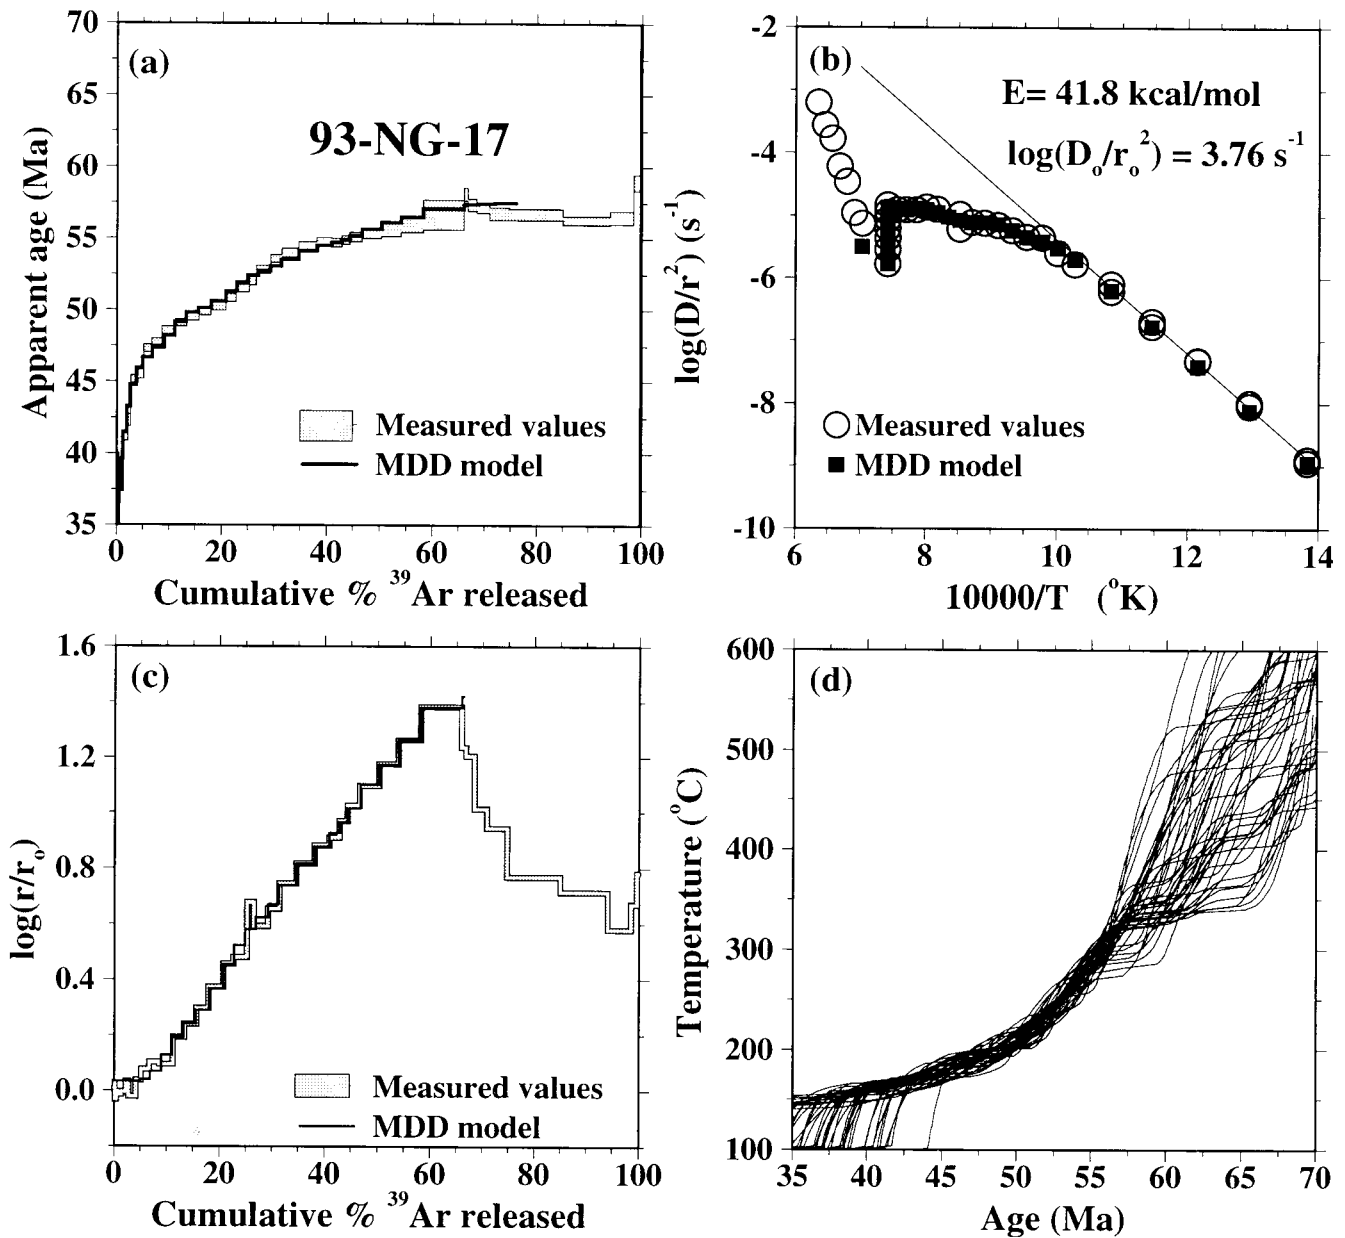 (a)
93-NG-17
Measured values
MDD model
70
65
60
55
50
45
40
35
Apparent age (Ma)
0 20 40 60 80 100
Cumulative % ³⁹Ar released
(b)
E= 41.8 kcal/mol
log(Dₒ/rₒ²) = 3.76 s⁻¹
Measured values
MDD model
-2
-4
-6
-8
-10
log(D/r²) (s⁻¹)
6 8 10 12 14
10000/T (°K)
(c)
Measured values
MDD model
1.6
1.2
0.8
0.4
0.0
log(r/rₒ)
0 20 40 60 80 100
Cumulative % ³⁹Ar released
(d)
600
500
400
300
200
100
Temperature (°C)
35 40 45 50 55 60 65 70
Age (Ma)